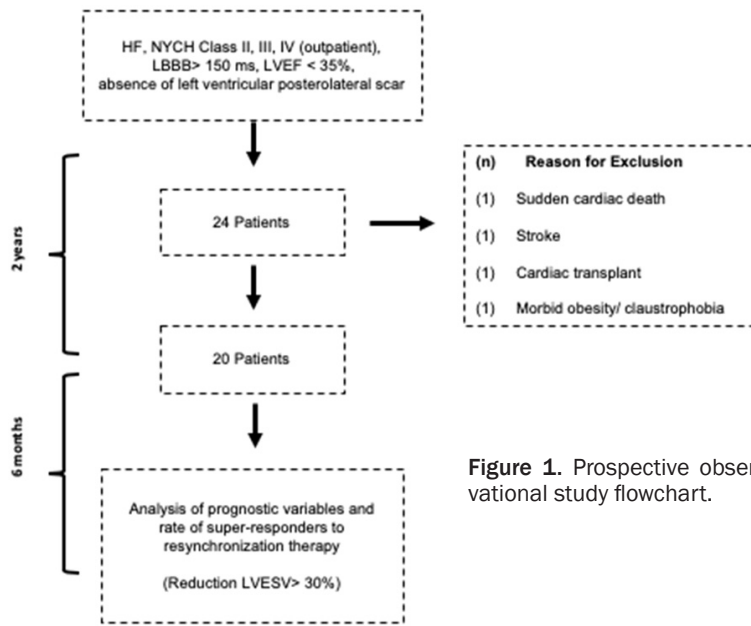 HF, NYCH Class II, III, IV (outpatient),
LBBB> 150 ms, LVEF < 35%,
absence of left ventricular posterolateral scar
2 years
24 Patients
(n) Reason for Exclusion
(1) Sudden cardiac death
(1) Stroke
(1) Cardiac transplant
(1) Morbid obesity/ claustrophobia
20 Patients
6 months
Analysis of prognostic variables and
rate of super-responders to
resynchronization therapy
(Reduction LVESV> 30%)
Figure 1. Prospective obser-
vational study flowchart.